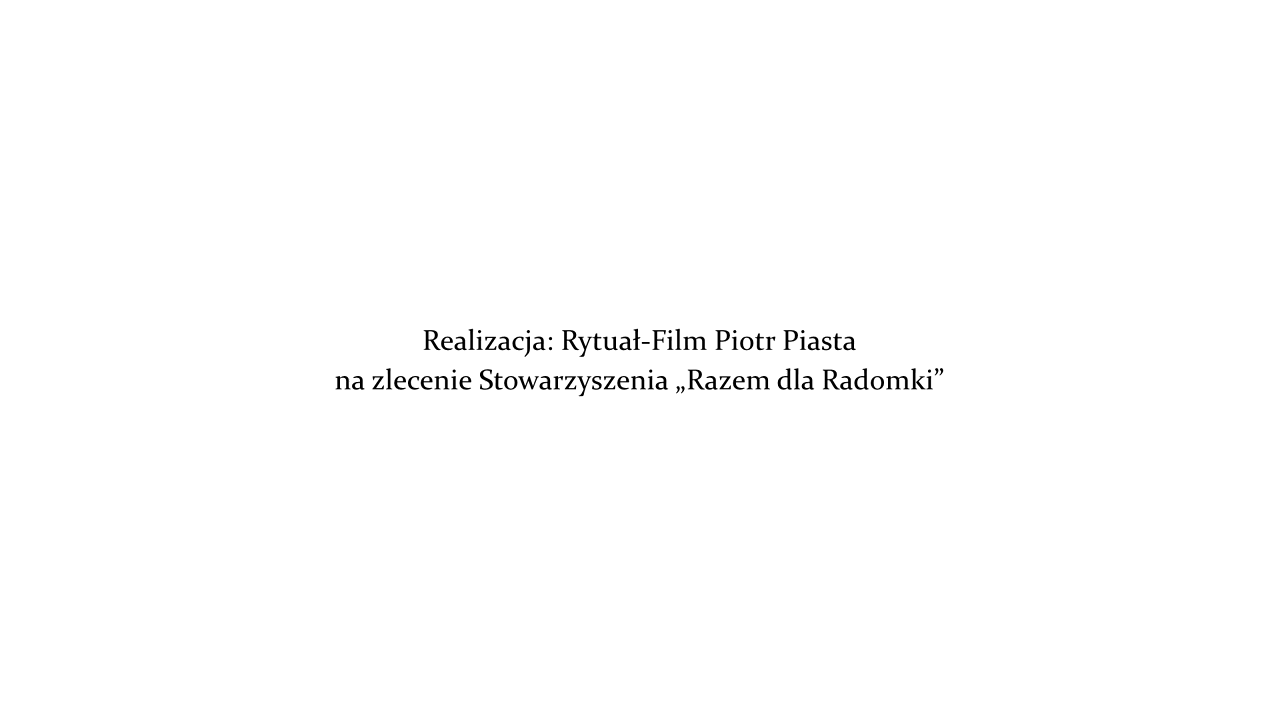 Realizacja: Rytuał-Film Piotr Piasta
na zlecenie Stowarzyszenia „Razem dla Radomki”